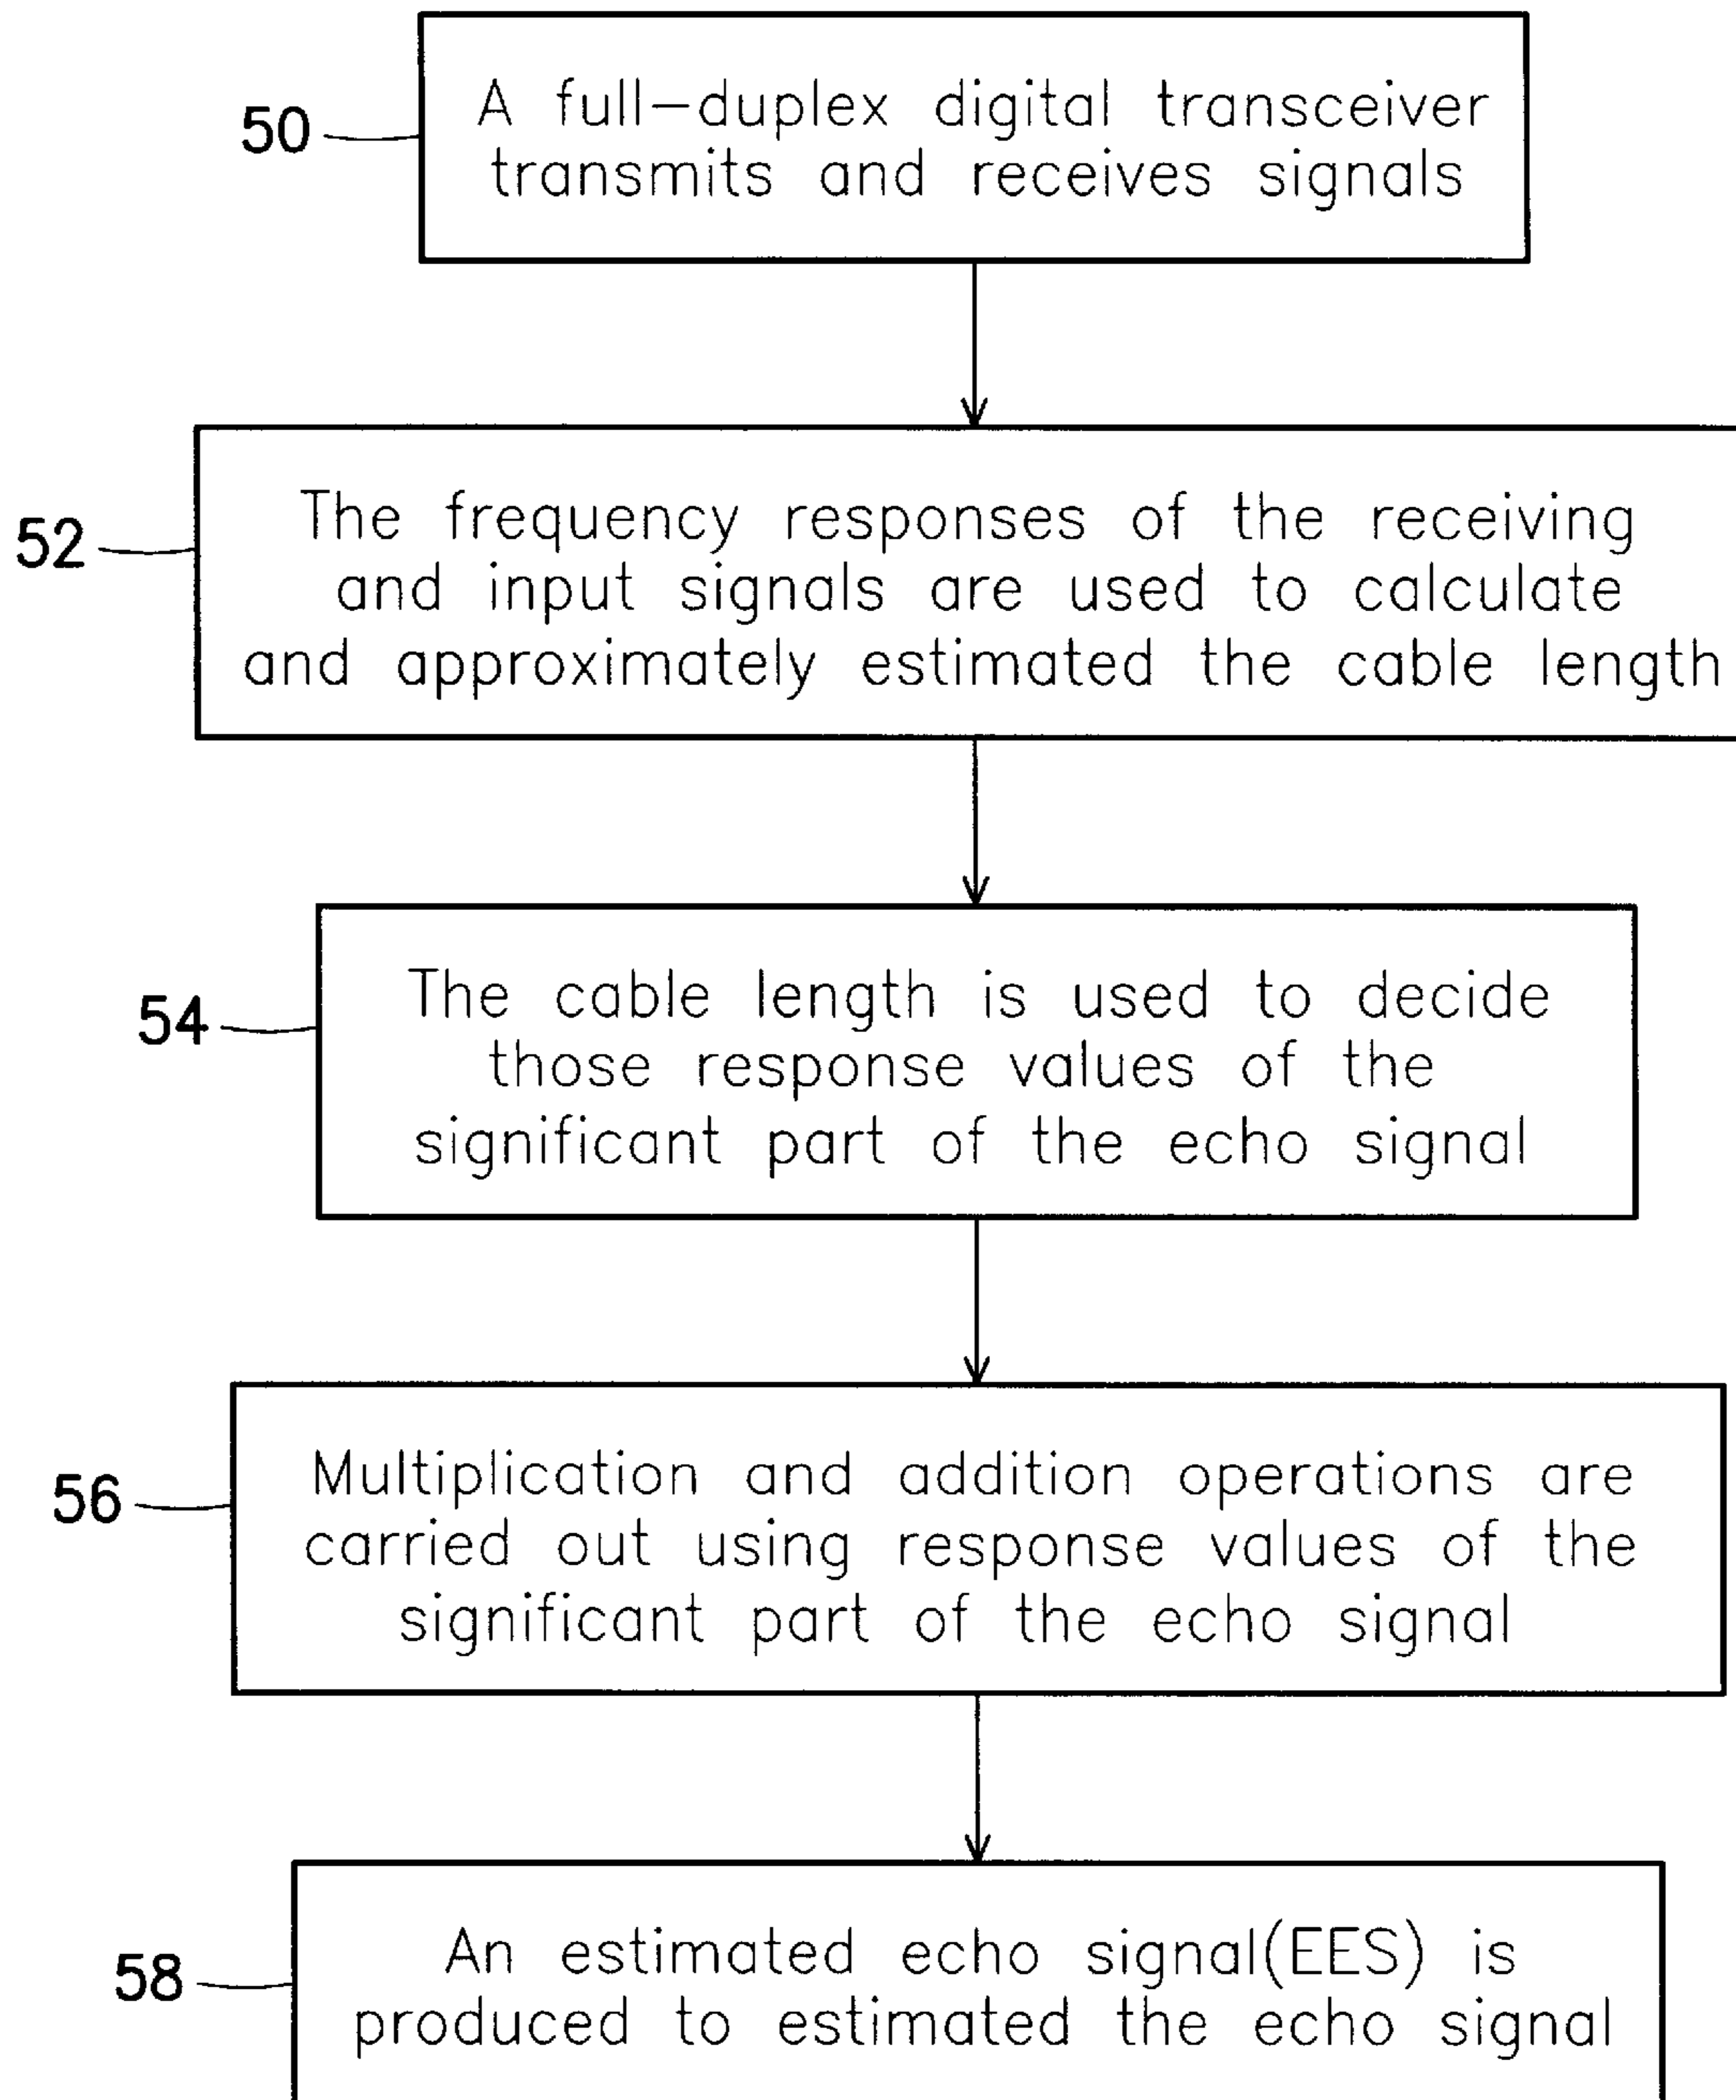 50
A full-duplex digital transceiver
transmits and receives signals
52
The frequency responses of the receiving
and input signals are used to calculate
and approximately estimated the cable length
54
The cable length is used to decide
those response values of the
significant part of the echo signal
56
Multiplication and addition operations are
carried out using response values of the
significant part of the echo signal
58
An estimated echo signal(EES) is
produced to estimated the echo signal